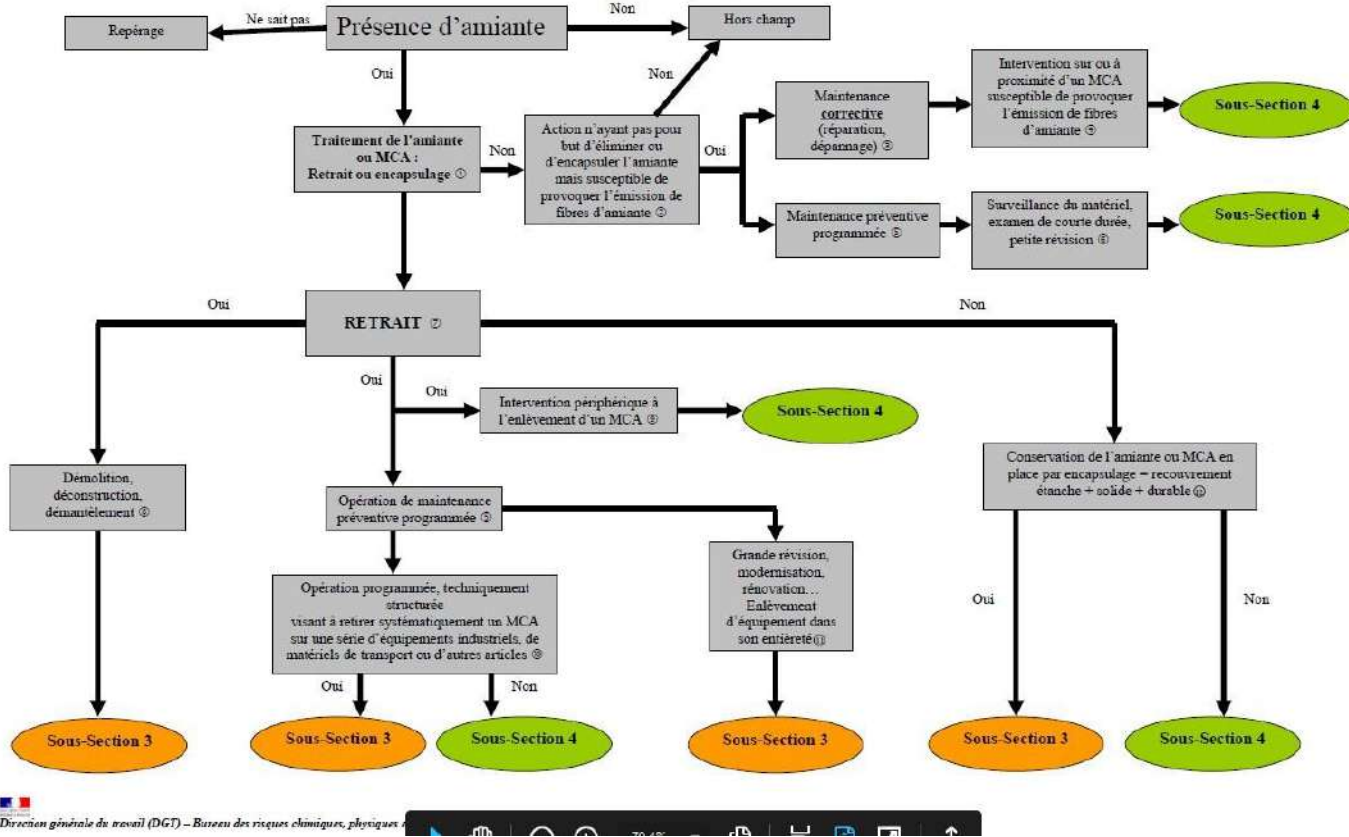 Présence d'amiante
Ne sait pas
Repérage
Non
Hors champ
Oui
Non
Traitement de l'amiante
ou MCA :
Retrait ou encapsulage ①
Non
Action n'ayant pas pour
but d'éliminer ou
d'encapsuler l'amiante
mais susceptible de
provoquer l'émission de
fibres d'amiante ②
Oui
Maintenance
corrective
(réparation,
dépannage)
Intervention sur ou à
proximité d'un MCA
susceptible de provoquer
l'émission de fibres
d'amiante
Sous-Section 4
Maintenance préventive
programmée ⑤
Surveillance du matériel,
examen de courte durée,
petite révision ⑥
Sous-Section 4
Oui
RETRAIT ⑦
Non
Oui
Oui
Intervention périphérique à
l'enlèvement d'un MCA
Sous-Section 4
Démolition,
déconstruction,
démantèlement
Opération de maintenance
préventive programmée ⑤
Conservation de l'amiante ou MCA en
place par encapsulage = recouvrement
étanche + solide + durable
Opération programmée, techniquement
structurée
visant à retirer systématiquement un MCA
sur une série d'équipements industriels, de
matériels de transport ou d'autres articles ⑩
Grande révision,
modernisation,
rénovation…
Enlèvement
d'équipement dans
son entièreté ⑪
Oui
Non
Oui
Non
Sous-Section 3
Sous-Section 3
Sous-Section 4
Sous-Section 3
Sous-Section 3
Sous-Section 4
Direction générale du travail (DGT) – Bureau des risques chimiques, physiques